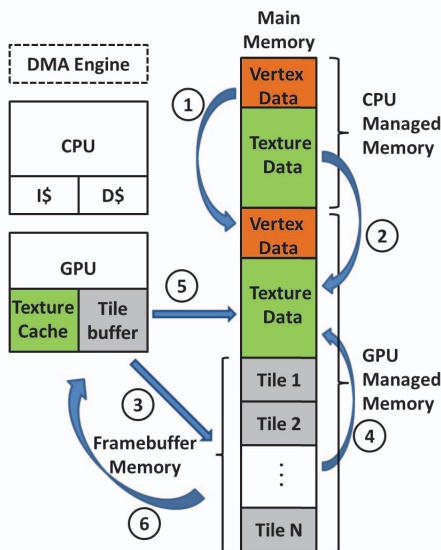 Main
Memory
DMA Engine
CPU
I$
D$
GPU
Texture
Cache
Tile
buffer
1
Vertex
Data
Texture
Data
CPU
Managed
Memory
2
Vertex
Data
Texture
Data
5
3
Framebuffer
Memory
6
Tile 1
Tile 2
⋮
Tile N
GPU
Managed
Memory
4